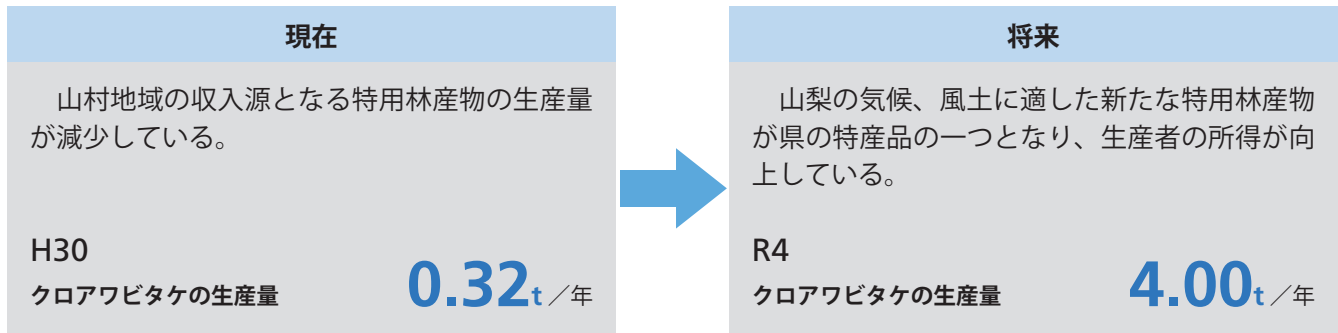 現在
山村地域の収入源となる特用林産物の生産量
が減少している。
H30
クロアワビタケの生産量 0.32t／年
将来
山梨の気候、風土に適した新たな特用林産物
が県の特産品の一つとなり、生産者の所得が向
上している。
R4
クロアワビタケの生産量 4.00t／年